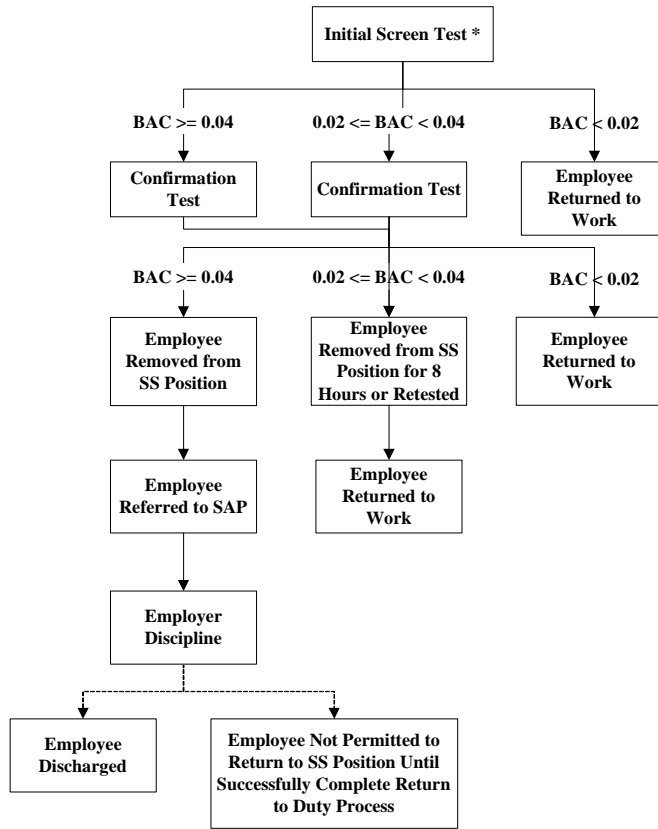 Initial Screen Test *
BAC >= 0.04
0.02 <= BAC < 0.04
BAC < 0.02
Confirmation
Test
Confirmation Test
Employee
Returned to
Work
BAC >= 0.04
0.02 <= BAC < 0.04
BAC < 0.02
Employee
Removed from
SS Position
Employee
Removed from SS
Position for 8
Hours or Retested
Employee
Returned to
Work
Employee
Referred to SAP
Employee
Returned to
Work
Employer
Discipline
Employee
Discharged
Employee Not Permitted to
Return to SS Position Until
Successfully Complete Return
to Duty Process